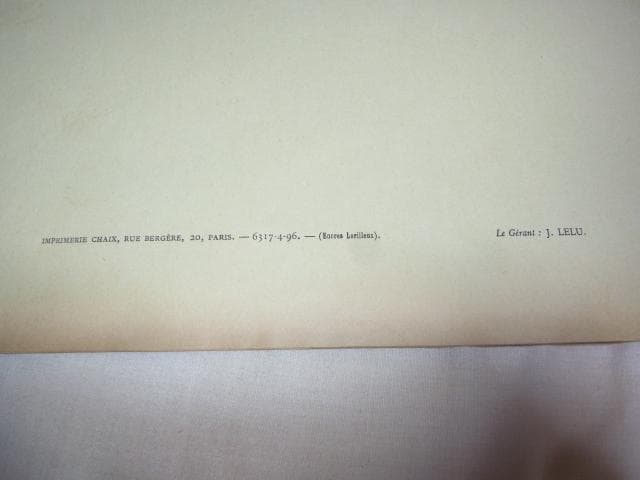 IMPRIMERIE CHAIX, RUE BERGÈRE, 20, PARIS. — 6317-4-96. — (Encres Lorilleux). Le Gérant : J. LELU.